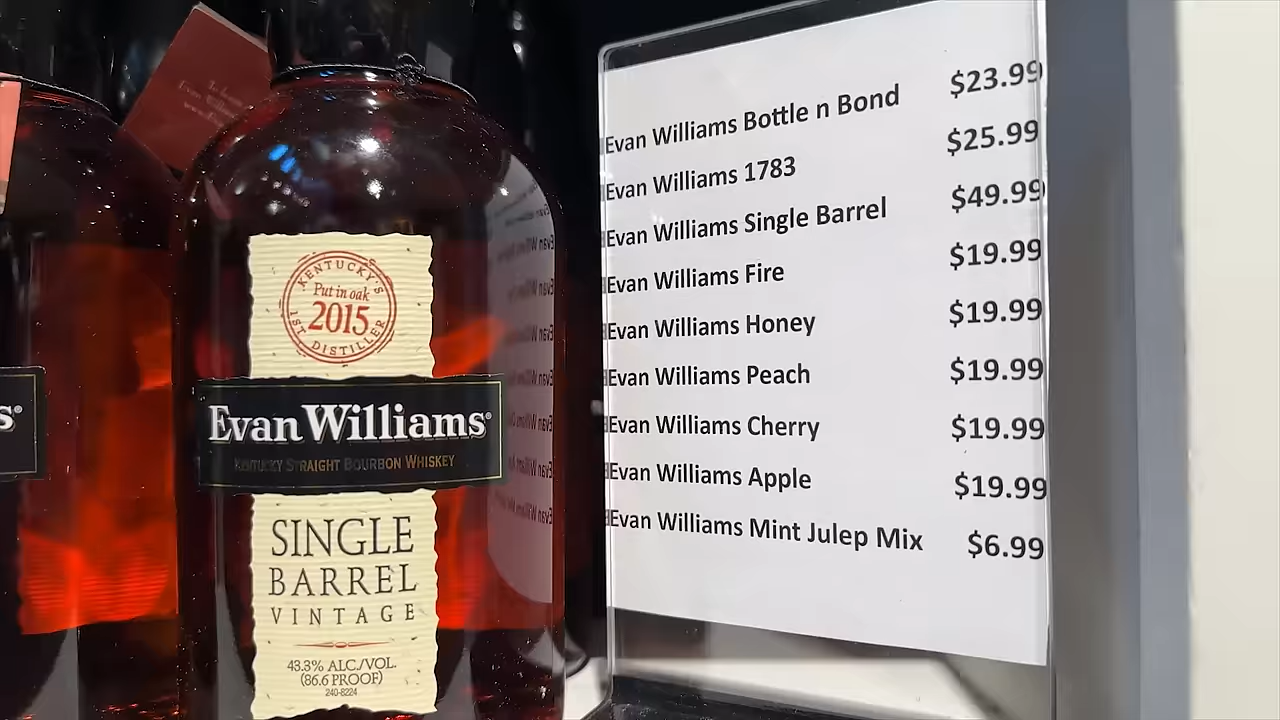 KENTUCKY'S
Put in oak
2015
1ST DISTILLER
Evan Williams®
KENTUCKY STRAIGHT BOURBON WHISKEY
SINGLE
BARREL
VINTAGE
43.3% ALC./VOL.
(86.6 PROOF)
240-8224
s®
Evan Williams Bottle n Bond $23.99
Evan Williams 1783 $25.99
Evan Williams Single Barrel $49.99
Evan Williams Fire $19.99
Evan Williams Honey $19.99
Evan Williams Peach $19.99
Evan Williams Cherry $19.99
Evan Williams Apple $19.99
Evan Williams Mint Julep Mix $6.99